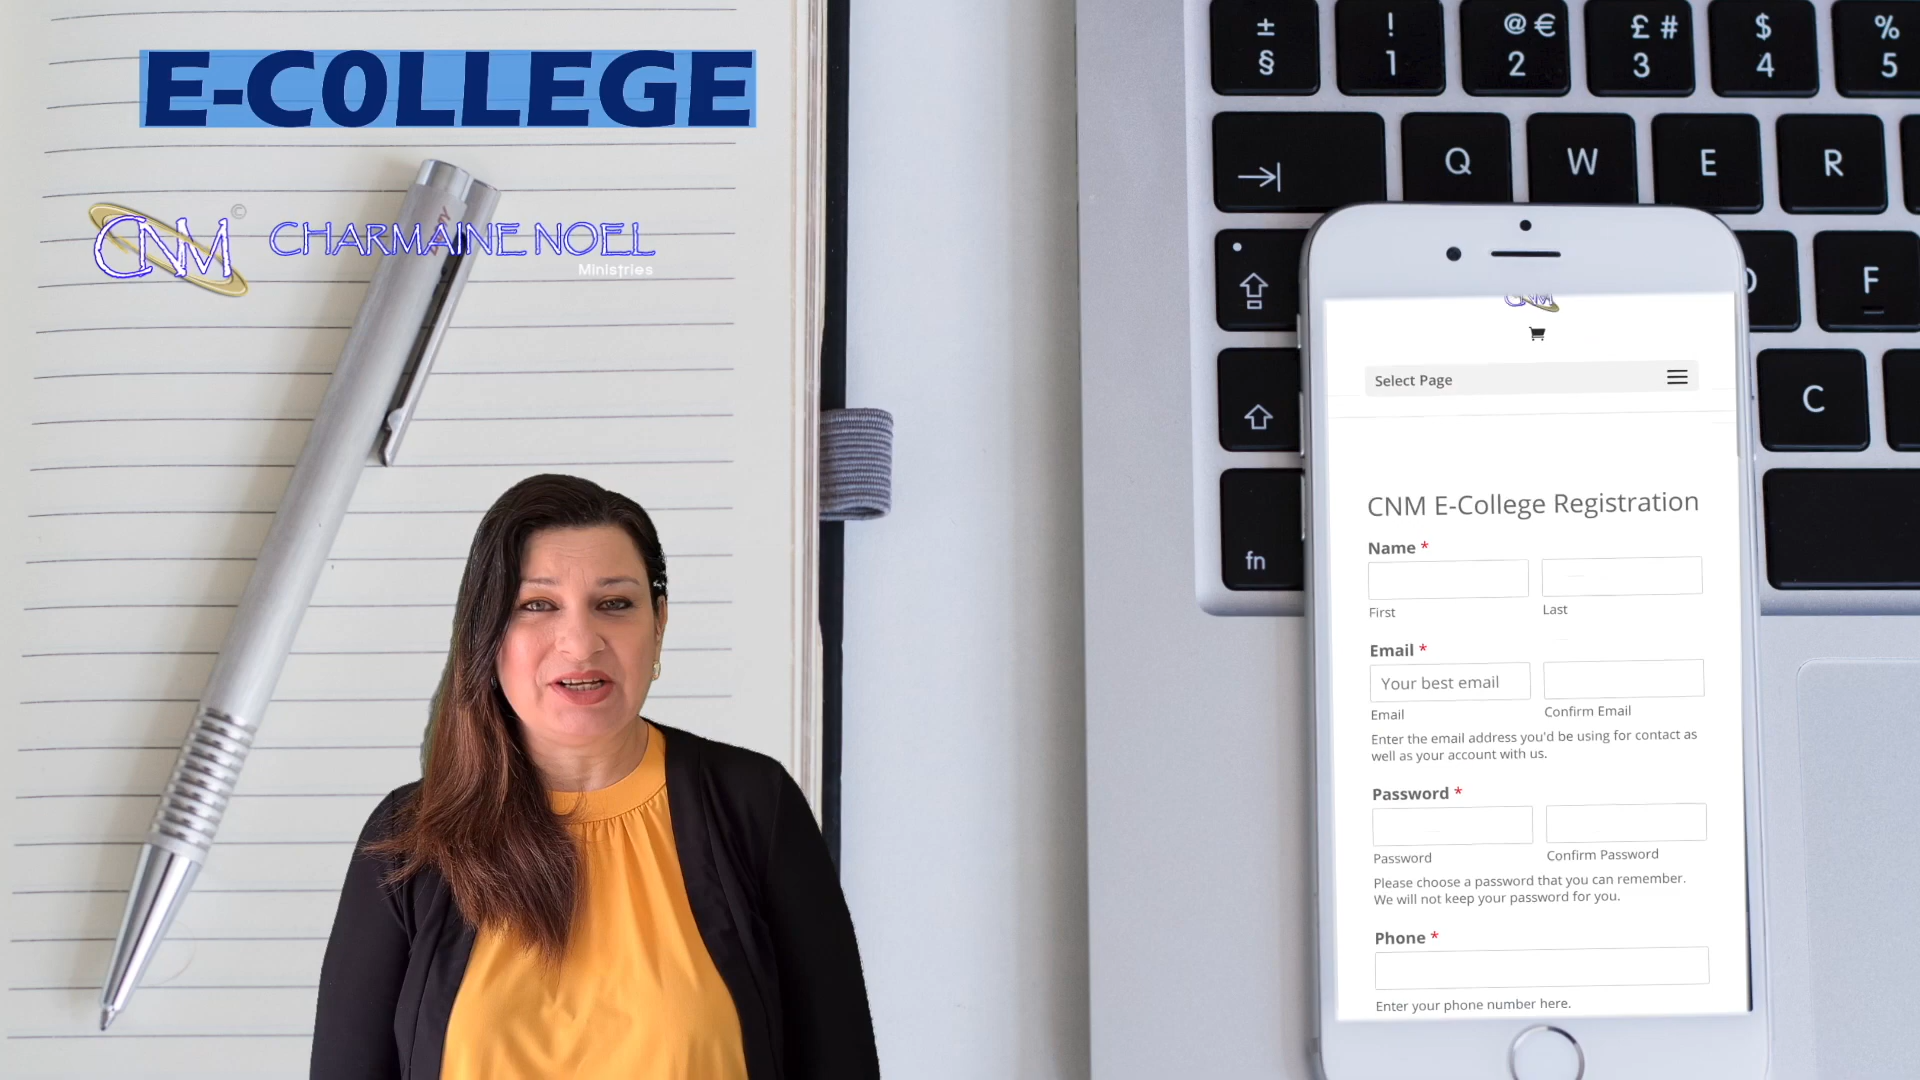 E-C0LLEGE
CNM © CHARMAINE NOEL
Ministries
± ! @ € £ # $ %
§ 1 2 3 4 5
Q W E R
F
C
fn
CNM
Select Page
CNM E-College Registration
Name *
First Last
Email *
Your best email
Email Confirm Email
Enter the email address you'd be using for contact as
well as your account with us.
Password *
Password Confirm Password
Please choose a password that you can remember.
We will not keep your password for you.
Phone *
Enter your phone number here.